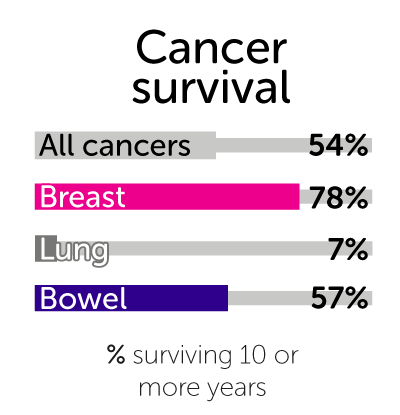 Cancer
survival
All cancers 54%
Breast 78%
Lung 7%
Bowel 57%
% surviving 10 or
more years